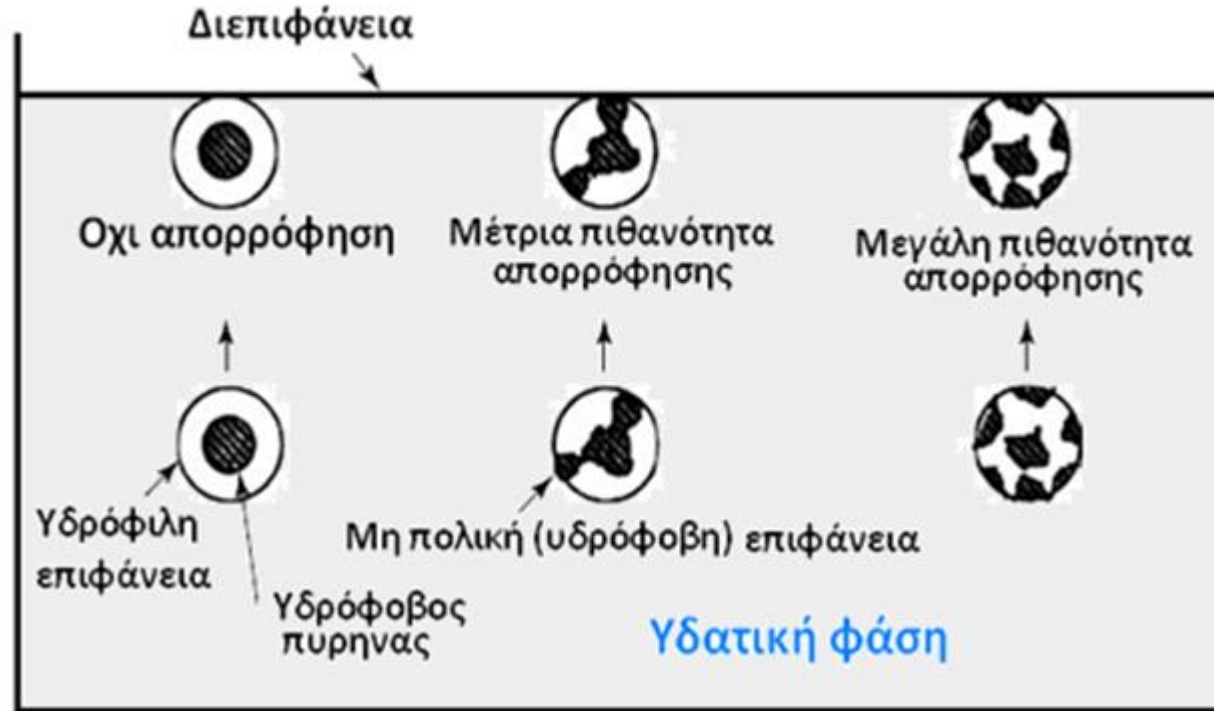 Διεπιφάνεια
Οχι απορρόφηση
Μέτρια πιθανότητα
απορρόφησης
Μεγάλη πιθανότητα
απορρόφησης
Υδρόφιλη
επιφάνεια
Υδρόφοβος
πυρηνας
Μη πολική (υδρόφοβη) επιφάνεια
Υδατική φάση